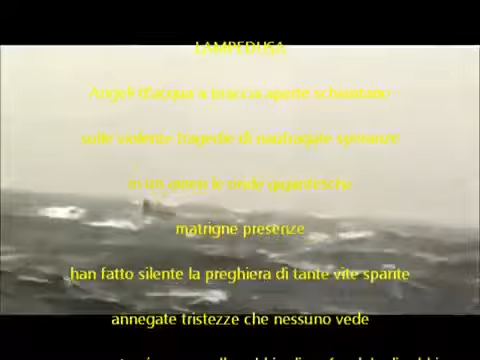 LAMPEDUSA
Angeli d'acqua a braccia aperte schiantano
sulle violente tragedie di naufragate speranze
in un amen le onde gigantesche
matrigne presenze
han fatto silente la preghiera di tante vite sparite
annegate tristezze che nessuno vede